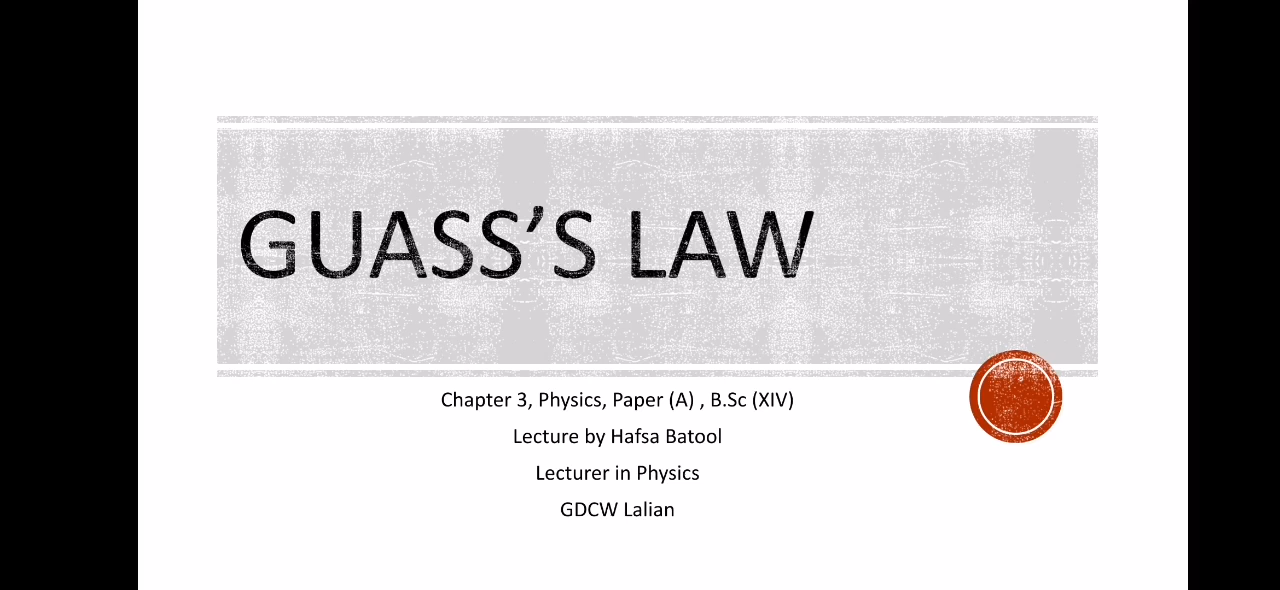 GUASS’S LAW
Chapter 3, Physics, Paper (A) , B.Sc (XIV)
Lecture by Hafsa Batool
Lecturer in Physics
GDCW Lalian